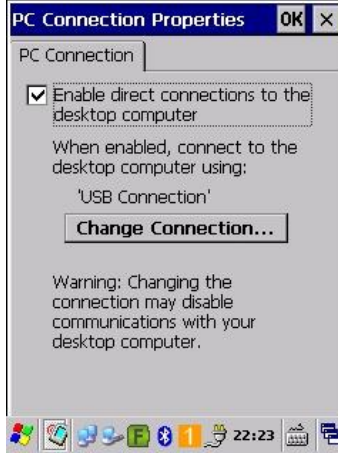 PC Connection Properties OK ×
PC Connection
Enable direct connections to the
desktop computer
When enabled, connect to the
desktop computer using:
'USB Connection'
Change Connection...
Warning: Changing the
connection may disable
communications with your
desktop computer.
F 1 22:23